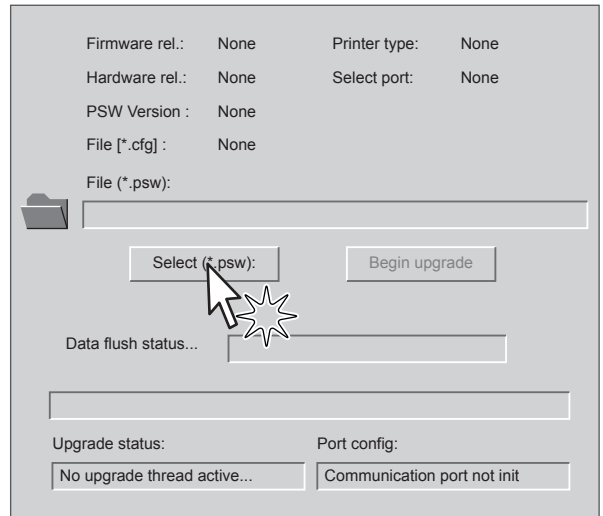 Firmware rel.: None Printer type: None
Hardware rel.: None Select port: None
PSW Version : None
File [*.cfg] : None
File (*.psw):
Select (*.psw): Begin upgrade
Data flush status...
Upgrade status: Port config:
No upgrade thread active... Communication port not init